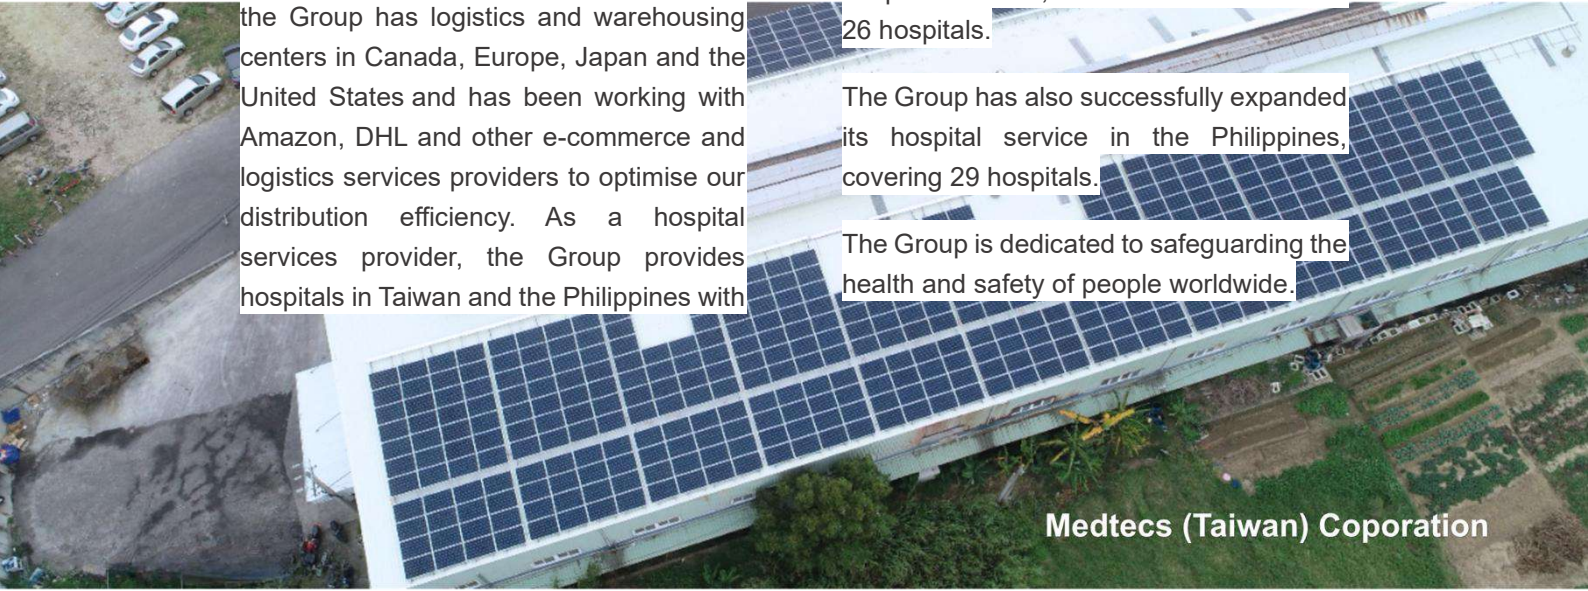 the Group has logistics and warehousing
centers in Canada, Europe, Japan and the
United States and has been working with
Amazon, DHL and other e-commerce and
logistics services providers to optimise our
distribution efficiency. As a hospital
services provider, the Group provides
hospitals in Taiwan and the Philippines with
26 hospitals.
The Group has also successfully expanded
its hospital service in the Philippines,
covering 29 hospitals.
The Group is dedicated to safeguarding the
health and safety of people worldwide.
Medtecs (Taiwan) Coporation